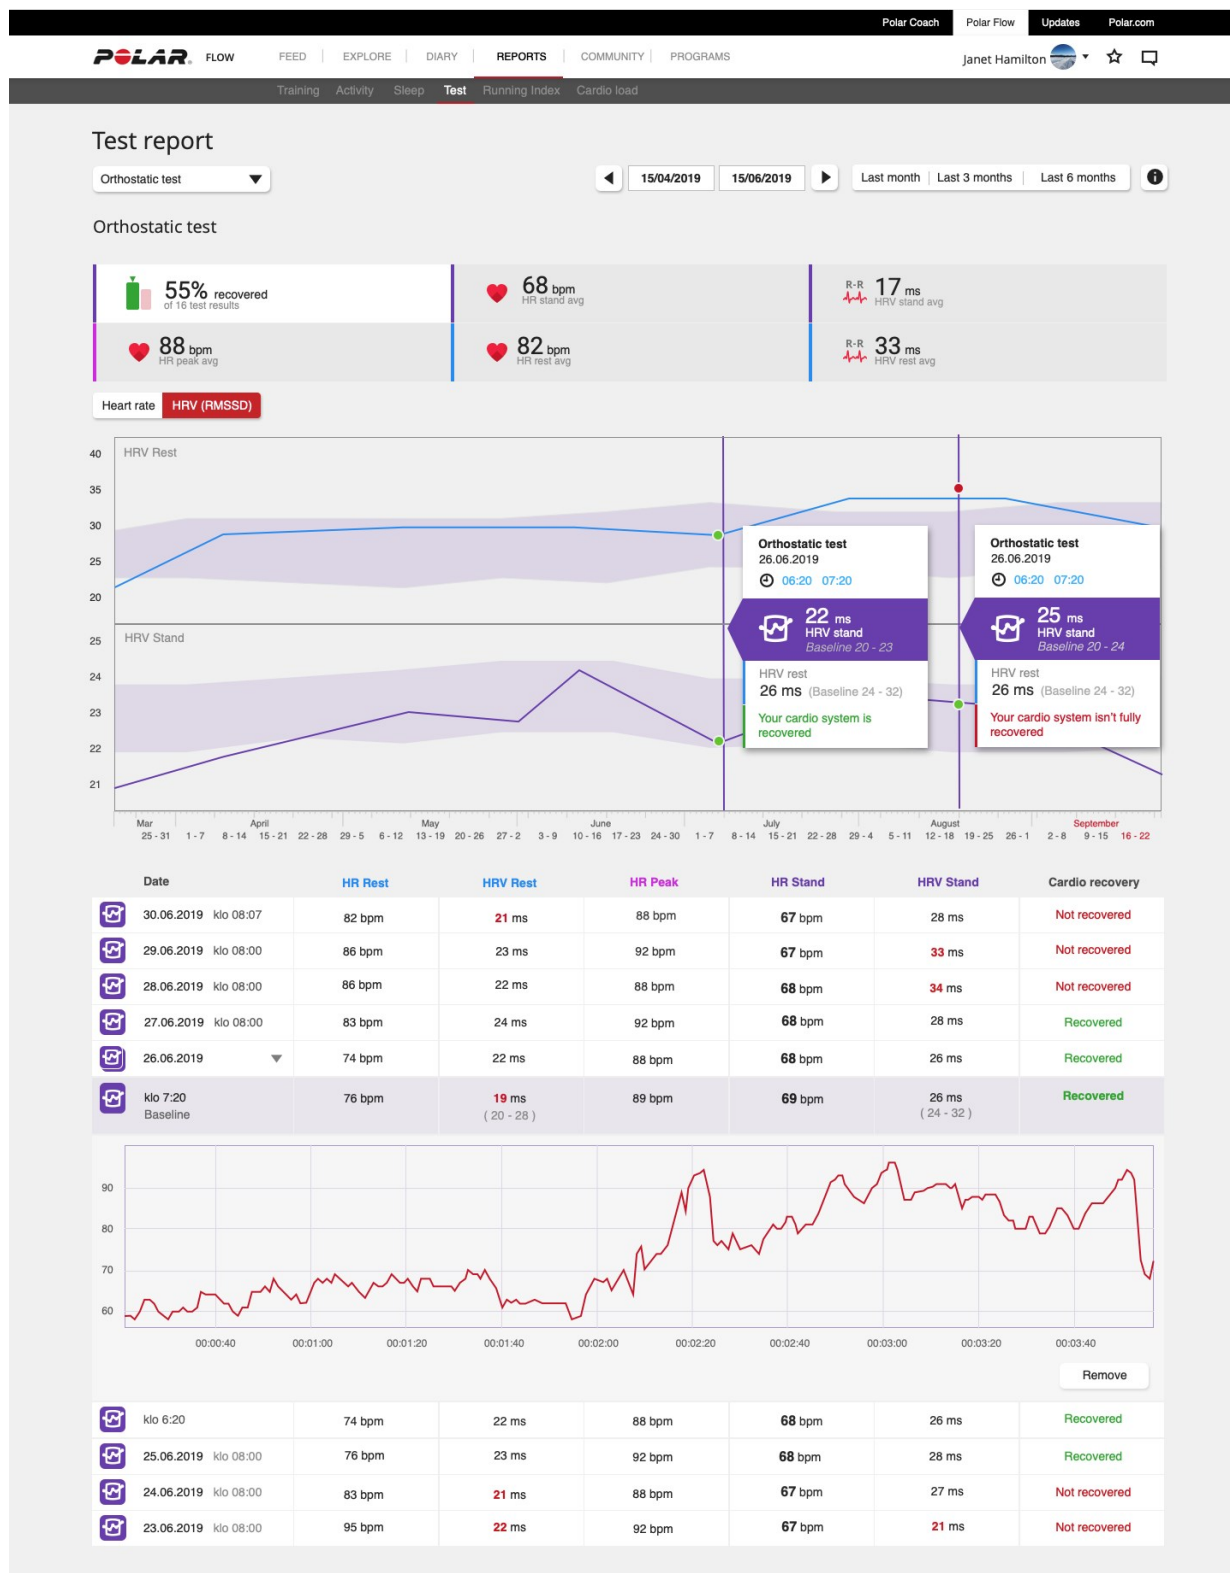 Polar Coach Polar Flow Updates Polar.com
POLAR. FLOW FEED EXPLORE DIARY REPORTS COMMUNITY PROGRAMS Janet Hamilton
Training Activity Sleep Test Running Index Cardio load
Test report
Orthostatic test 15/04/2019 15/06/2019 Last month Last 3 months Last 6 months
Orthostatic test
55% recovered
of 16 test results
68 bpm
HR stand avg
R-R 17 ms
HRV stand avg
88 bpm
HR peak avg
82 bpm
HR rest avg
R-R 33 ms
HRV rest avg
Heart rate HRV (RMSSD)
HRV Rest
40
35
30
25
20
HRV Stand
25
24
23
22
21
Orthostatic test
26.06.2019
06:20 07:20
22 ms
HRV stand
Baseline 20 - 23
HRV rest
26 ms (Baseline 24 - 32)
Your cardio system is
recovered
Orthostatic test
26.06.2019
06:20 07:20
25 ms
HRV stand
Baseline 20 - 24
HRV rest
26 ms (Baseline 24 - 32)
Your cardio system isn't fully
recovered
Mar April May June July August September
25 - 31 1 - 7 8 - 14 15 - 21 22 - 28 29 - 5 6 - 12 13 - 19 20 - 26 27 - 2 3 - 9 10 - 16 17 - 23 24 - 30 1 - 7 8 - 14 15 - 21 22 - 28 29 - 4 5 - 11 12 - 18 19 - 25 26 - 1 2 - 8 9 - 15 16 - 22
Date HR Rest HRV Rest HR Peak HR Stand HRV Stand Cardio recovery
30.06.2019 klo 08:07 82 bpm 21 ms 88 bpm 67 bpm 28 ms Not recovered
29.06.2019 klo 08:00 86 bpm 23 ms 92 bpm 67 bpm 33 ms Not recovered
28.06.2019 klo 08:00 86 bpm 22 ms 88 bpm 68 bpm 34 ms Not recovered
27.06.2019 klo 08:00 83 bpm 24 ms 92 bpm 68 bpm 28 ms Recovered
26.06.2019 74 bpm 22 ms 88 bpm 68 bpm 26 ms Recovered
klo 7:20 76 bpm 19 ms 89 bpm 69 bpm 26 ms Recovered
Baseline ( 20 - 28 ) ( 24 - 32 )
90
80
70
60
00:00:40 00:01:00 00:01:20 00:01:40 00:02:00 00:02:20 00:02:40 00:03:00 00:03:20 00:03:40
Remove
klo 6:20 74 bpm 22 ms 88 bpm 68 bpm 26 ms Recovered
25.06.2019 klo 08:00 76 bpm 23 ms 92 bpm 68 bpm 28 ms Recovered
24.06.2019 klo 08:00 83 bpm 21 ms 88 bpm 67 bpm 27 ms Not recovered
23.06.2019 klo 08:00 95 bpm 22 ms 92 bpm 67 bpm 21 ms Not recovered